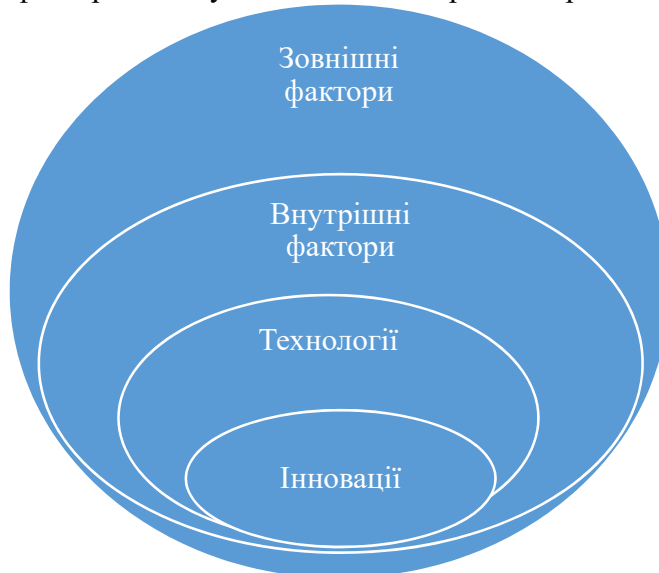 Зовнішні
фактори
Внутрішні
фактори
Технології
Інновації